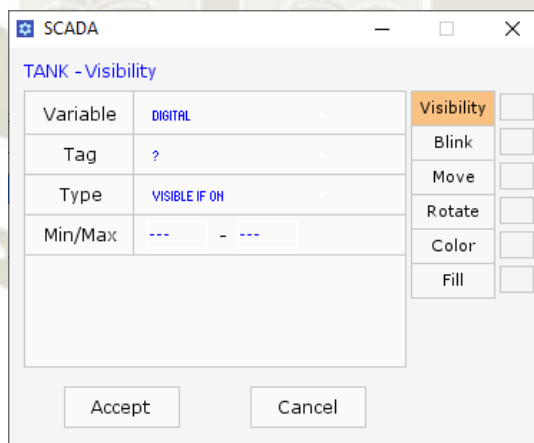 SCADA
TANK - Visibility
Variable DIGITAL
Tag ?
Type VISIBLE IF ON
Min/Max --- - ---
Visibility
Blink
Move
Rotate
Color
Fill
Accept Cancel